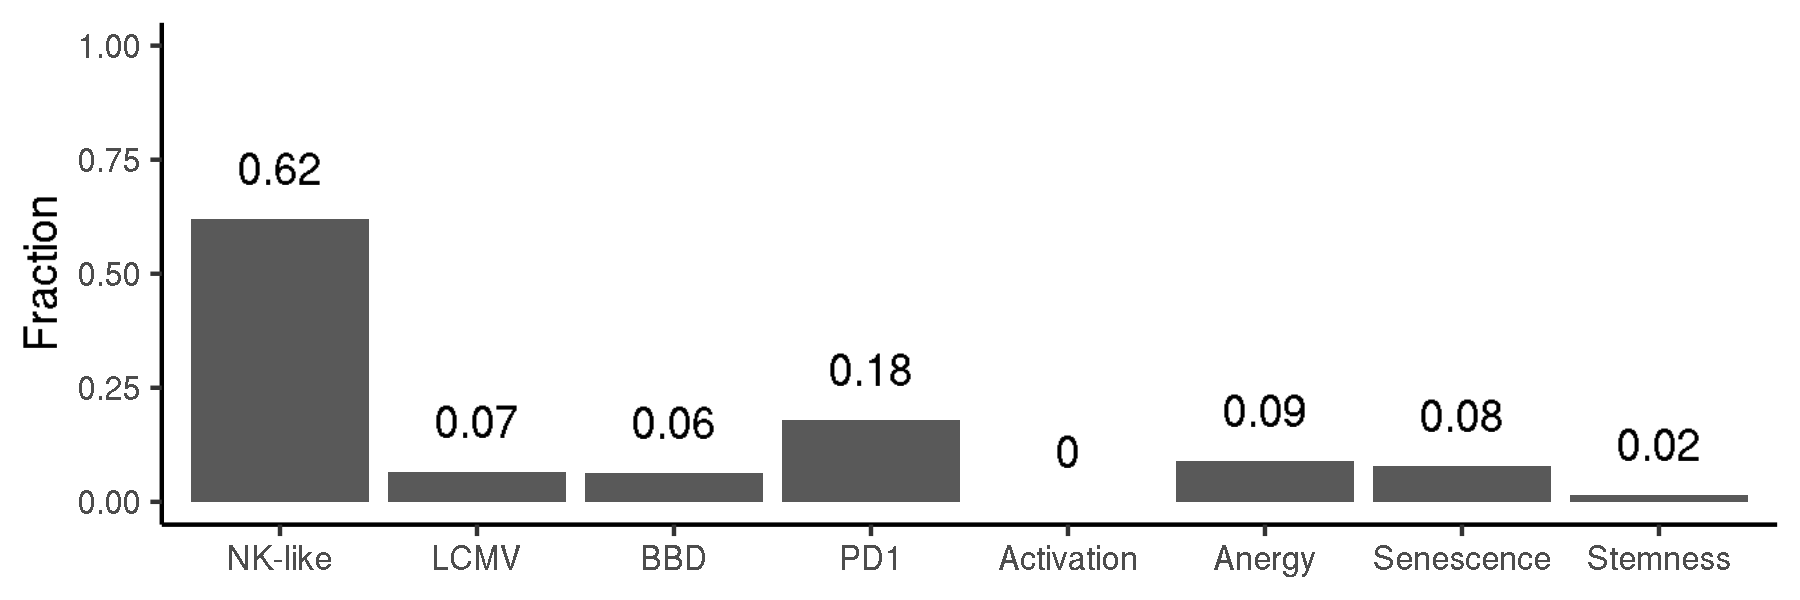 Fraction
1.00
0.75
0.50
0.25
0.00
0.62
0.07
0.06
0.18
0
0.09
0.08
0.02
NK-like
LCMV
BBD
PD1
Activation
Anergy
Senescence
Stemness